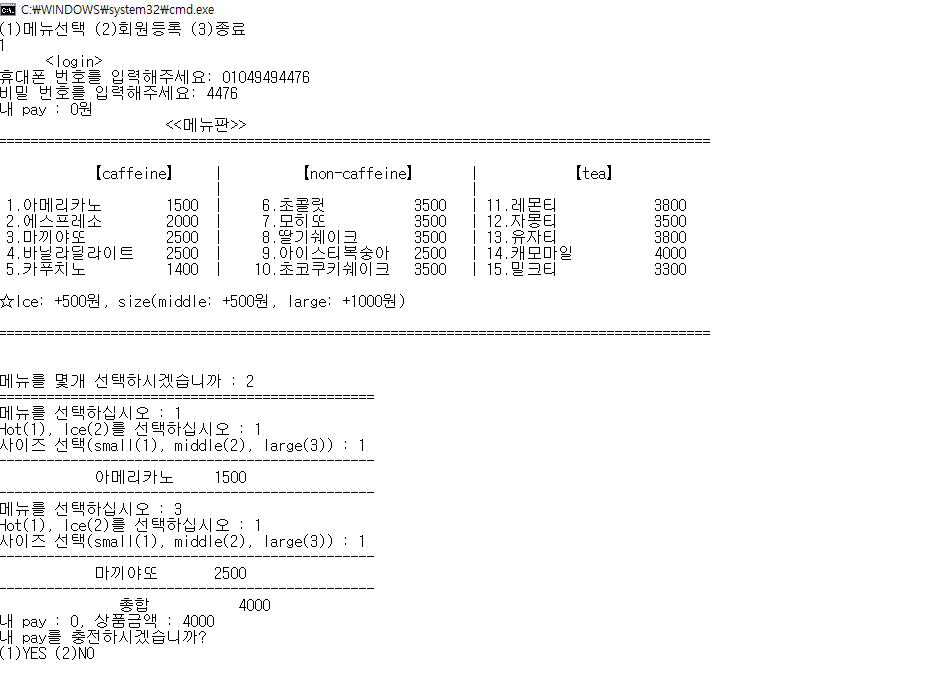 C:\WINDOWS\system32\cmd.exe
(1)메뉴선택 (2)회원등록 (3)종료
1
<login>
휴대폰 번호를 입력해주세요: 01049494476
비밀 번호를 입력해주세요: 4476
내 pay : 0원
<<메뉴판>>
==========================================================================================
【caffeine】 | 【non-caffeine】 | 【tea】
| |
1.아메리카노 1500 | 6.초콜릿 3500 | 11.레몬티 3800
2.에스프레소 2000 | 7.모히또 3500 | 12.자몽티 3500
3.마끼야또 2500 | 8.딸기쉐이크 3500 | 13.유자티 3800
4.바닐라딜라이트 2500 | 9.아이스티복숭아 2500 | 14.캐모마일 4000
5.카푸치노 1400 | 10.초코쿠키쉐이크 3500 | 15.밀크티 3300
☆Ice: +500원, size(middle: +500원, large: +1000원)
==========================================================================================
메뉴를 몇개 선택하시겠습니까 : 2
===============================================
메뉴를 선택하십시오 : 1
Hot(1), Ice(2)를 선택하십시오 : 1
사이즈 선택(small(1), middle(2), large(3)) : 1
-----------------------------------------------
아메리카노 1500
-----------------------------------------------
메뉴를 선택하십시오 : 3
Hot(1), Ice(2)를 선택하십시오 : 1
사이즈 선택(small(1), middle(2), large(3)) : 1
-----------------------------------------------
마끼야또 2500
-----------------------------------------------
총합 4000
내 pay : 0, 상품금액 : 4000
내 pay를 충전하시겠습니까?
(1)YES (2)NO